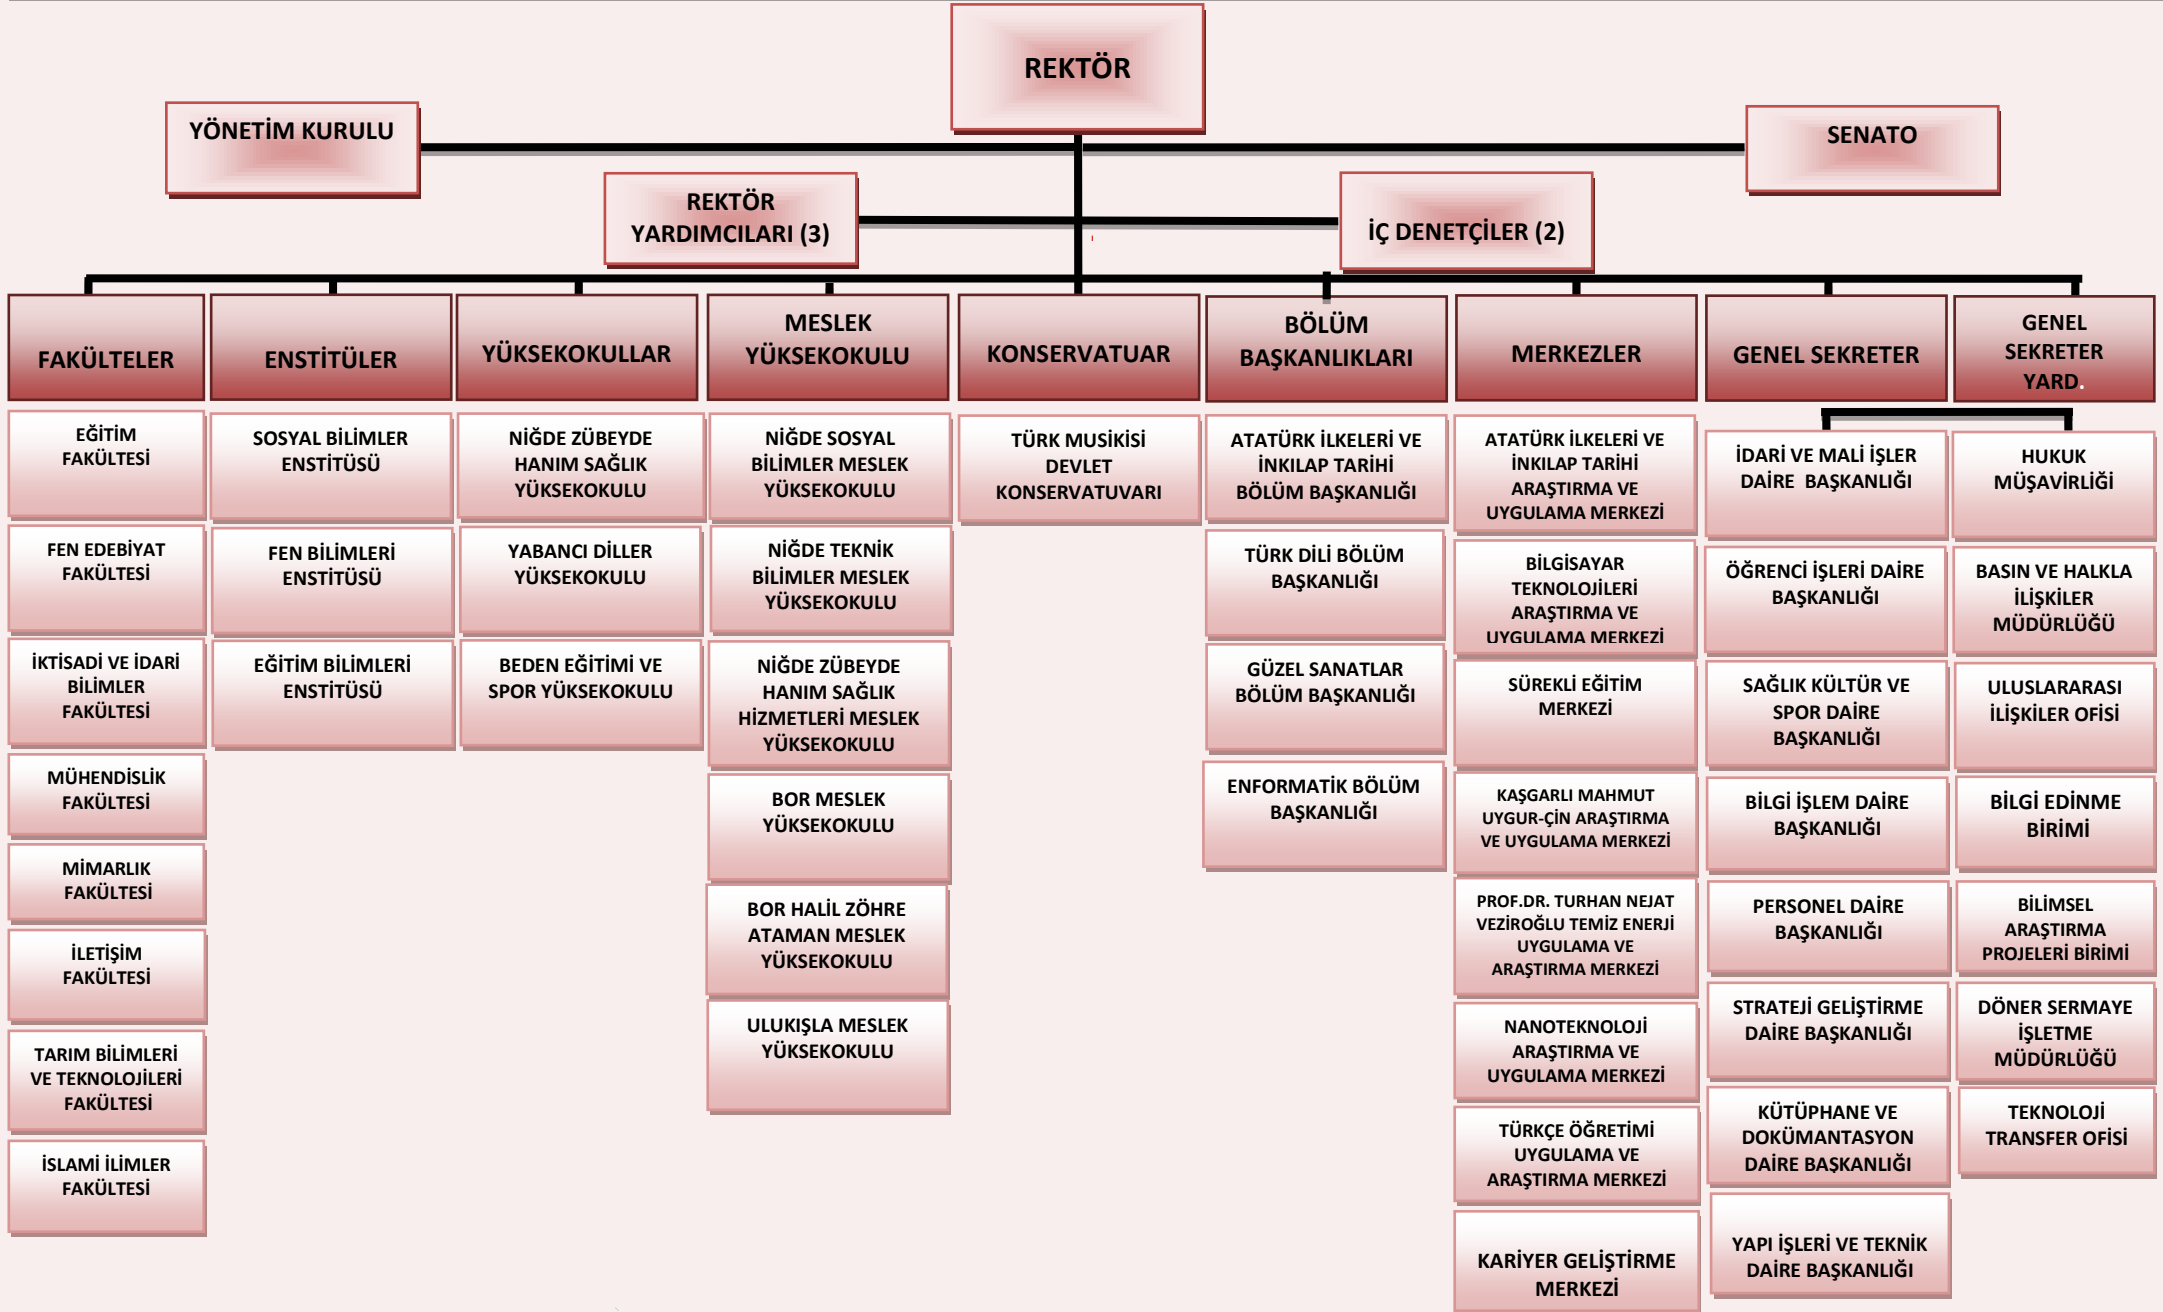 REKTÖR
YÖNETİM KURULU
SENATO
REKTÖR
YARDIMCILARI (3)
İÇ DENETÇİLER (2)
FAKÜLTELER
ENSTİTÜLER
YÜKSEKOKULLAR
MESLEK
YÜKSEKOKULU
KONSERVATUAR
BÖLÜM
BAŞKANLIKLARI
MERKEZLER
GENEL SEKRETER
GENEL
SEKRETER
YARD.
EĞİTİM
FAKÜLTESİ
FEN EDEBİYAT
FAKÜLTESİ
İKTİSADİ VE İDARİ
BİLİMLER
FAKÜLTESİ
MÜHENDİSLİK
FAKÜLTESİ
MİMARLIK
FAKÜLTESİ
İLETİŞİM
FAKÜLTESİ
TARIM BİLİMLERİ
VE TEKNOLOJİLERİ
FAKÜLTESİ
İSLAMİ İLİMLER
FAKÜLTESİ
SOSYAL BİLİMLER
ENSTİTÜSÜ
FEN BİLİMLERİ
ENSTİTÜSÜ
EĞİTİM BİLİMLERİ
ENSTİTÜSÜ
NİĞDE ZÜBEYDE
HANIM SAĞLIK
YÜKSEKOKULU
YABANCI DİLLER
YÜKSEKOKULU
BEDEN EĞİTİMİ VE
SPOR YÜKSEKOKULU
NİĞDE SOSYAL
BİLİMLER MESLEK
YÜKSEKOKULU
NİĞDE TEKNİK
BİLİMLER MESLEK
YÜKSEKOKULU
NİĞDE ZÜBEYDE
HANIM SAĞLIK
HİZMETLERİ MESLEK
YÜKSEKOKULU
BOR MESLEK
YÜKSEKOKULU
BOR HALİL ZÖHRE
ATAMAN MESLEK
YÜKSEKOKULU
ULUKIŞLA MESLEK
YÜKSEKOKULU
TÜRK MUSIKİSİ
DEVLET
KONSERVATUVARI
ATATÜRK İLKELERİ VE
İNKILAP TARİHİ
BÖLÜM BAŞKANLIĞI
TÜRK DİLİ BÖLÜM
BAŞKANLIĞI
GÜZEL SANATLAR
BÖLÜM BAŞKANLIĞI
ENFORMATİK BÖLÜM
BAŞKANLIĞI
ATATÜRK İLKELERİ VE
İNKILAP TARİHİ
ARAŞTIRMA VE
UYGULAMA MERKEZİ
BİLGİSAYAR
TEKNOLOJİLERİ
ARAŞTIRMA VE
UYGULAMA MERKEZİ
SÜREKLİ EĞİTİM
MERKEZİ
KAŞGARLI MAHMUT
UYGUR-ÇİN ARAŞTIRMA
VE UYGULAMA MERKEZİ
PROF.DR. TURHAN NEJAT
VEZİROĞLU TEMİZ ENERJİ
UYGULAMA VE
ARAŞTIRMA MERKEZİ
NANOTEKNOLOJİ
ARAŞTIRMA VE
UYGULAMA MERKEZİ
TÜRKÇE ÖĞRETİMİ
UYGULAMA VE
ARAŞTIRMA MERKEZİ
KARİYER GELİŞTİRME
MERKEZİ
İDARİ VE MALİ İŞLER
DAİRE BAŞKANLIĞI
ÖĞRENCİ İŞLERİ DAİRE
BAŞKANLIĞI
SAĞLIK KÜLTÜR VE
SPOR DAİRE
BAŞKANLIĞI
BİLGİ İŞLEM DAİRE
BAŞKANLIĞI
PERSONEL DAİRE
BAŞKANLIĞI
STRATEJİ GELİŞTİRME
DAİRE BAŞKANLIĞI
KÜTÜPHANE VE
DOKÜMANTASYON
DAİRE BAŞKANLIĞI
YAPI İŞLERİ VE TEKNİK
DAİRE BAŞKANLIĞI
HUKUK
MÜŞAVİRLİĞİ
BASIN VE HALKLA
İLİŞKİLER
MÜDÜRLÜĞÜ
ULUSLARARASI
İLİŞKİLER OFİSİ
BİLGİ EDİNME
BİRİMİ
BİLİMSEL
ARAŞTIRMA
PROJELERİ BİRİMİ
DÖNER SERMAYE
İŞLETME
MÜDÜRLÜĞÜ
TEKNOLOJİ
TRANSFER OFİSİ